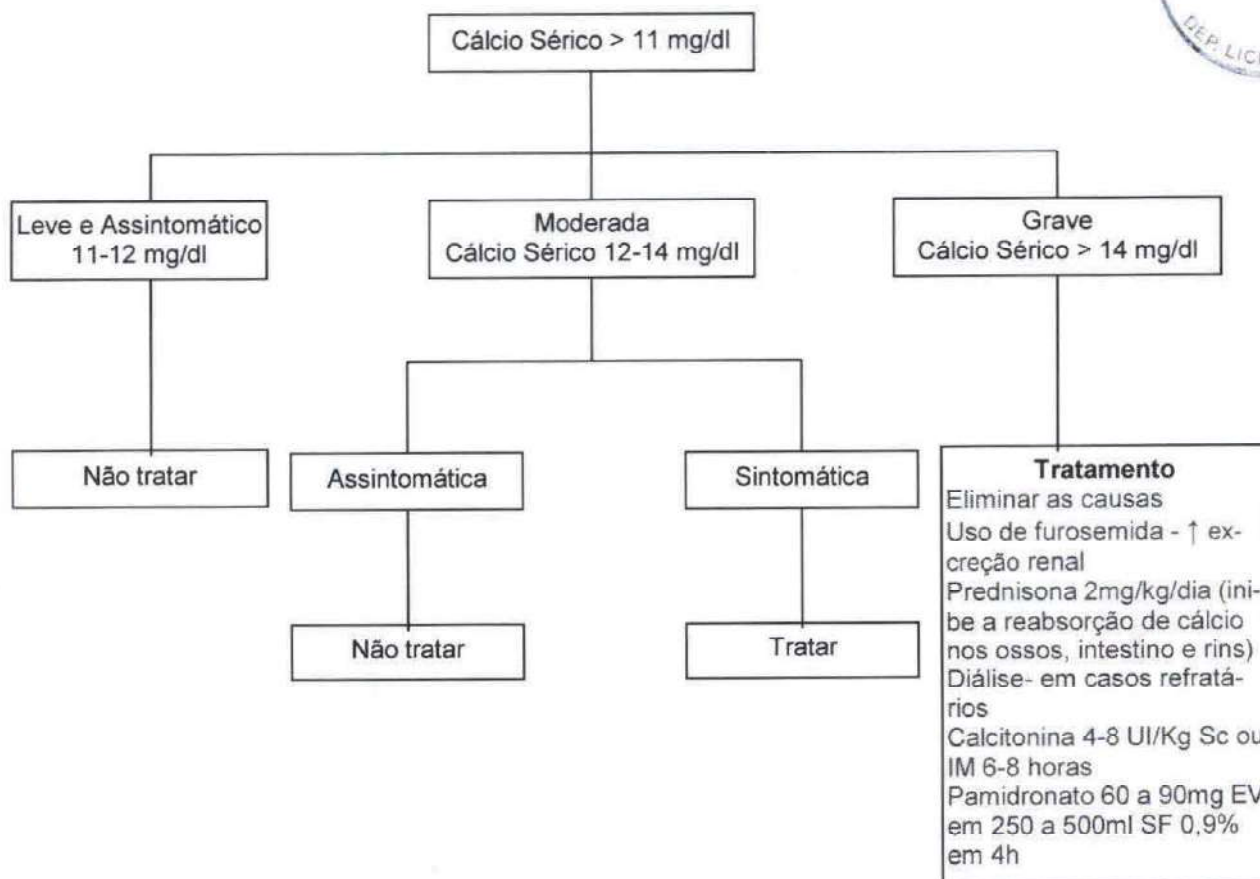 DEP. LIC
Cálcio Sérico > 11 mg/dl
Leve e Assintomático
11-12 mg/dl
Moderada
Cálcio Sérico 12-14 mg/dl
Grave
Cálcio Sérico > 14 mg/dl
Não tratar
Assintomática
Sintomática
Não tratar
Tratar
Tratamento
Eliminar as causas
Uso de furosemida - ↑ ex-
creção renal
Prednisona 2mg/kg/dia (ini-
be a reabsorção de cálcio
nos ossos, intestino e rins)
Diálise- em casos refratá-
rios
Calcitonina 4-8 UI/Kg Sc ou
IM 6-8 horas
Pamidronato 60 a 90mg EV
em 250 a 500ml SF 0,9%
em 4h